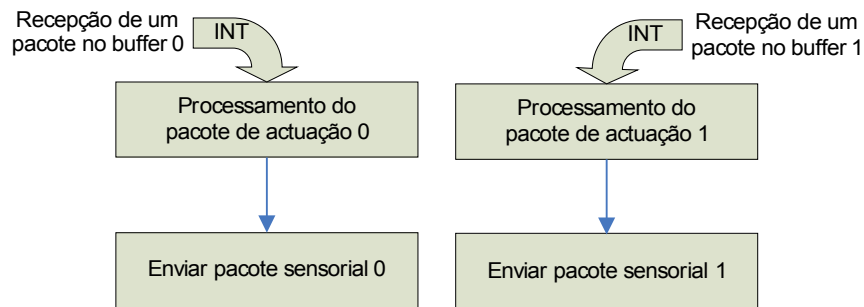 Recepção de um
pacote no buffer 0
INT
Processamento do
pacote de actuação 0
Enviar pacote sensorial 0
INT
Recepção de um
pacote no buffer 1
Processamento do
pacote de actuação 1
Enviar pacote sensorial 1